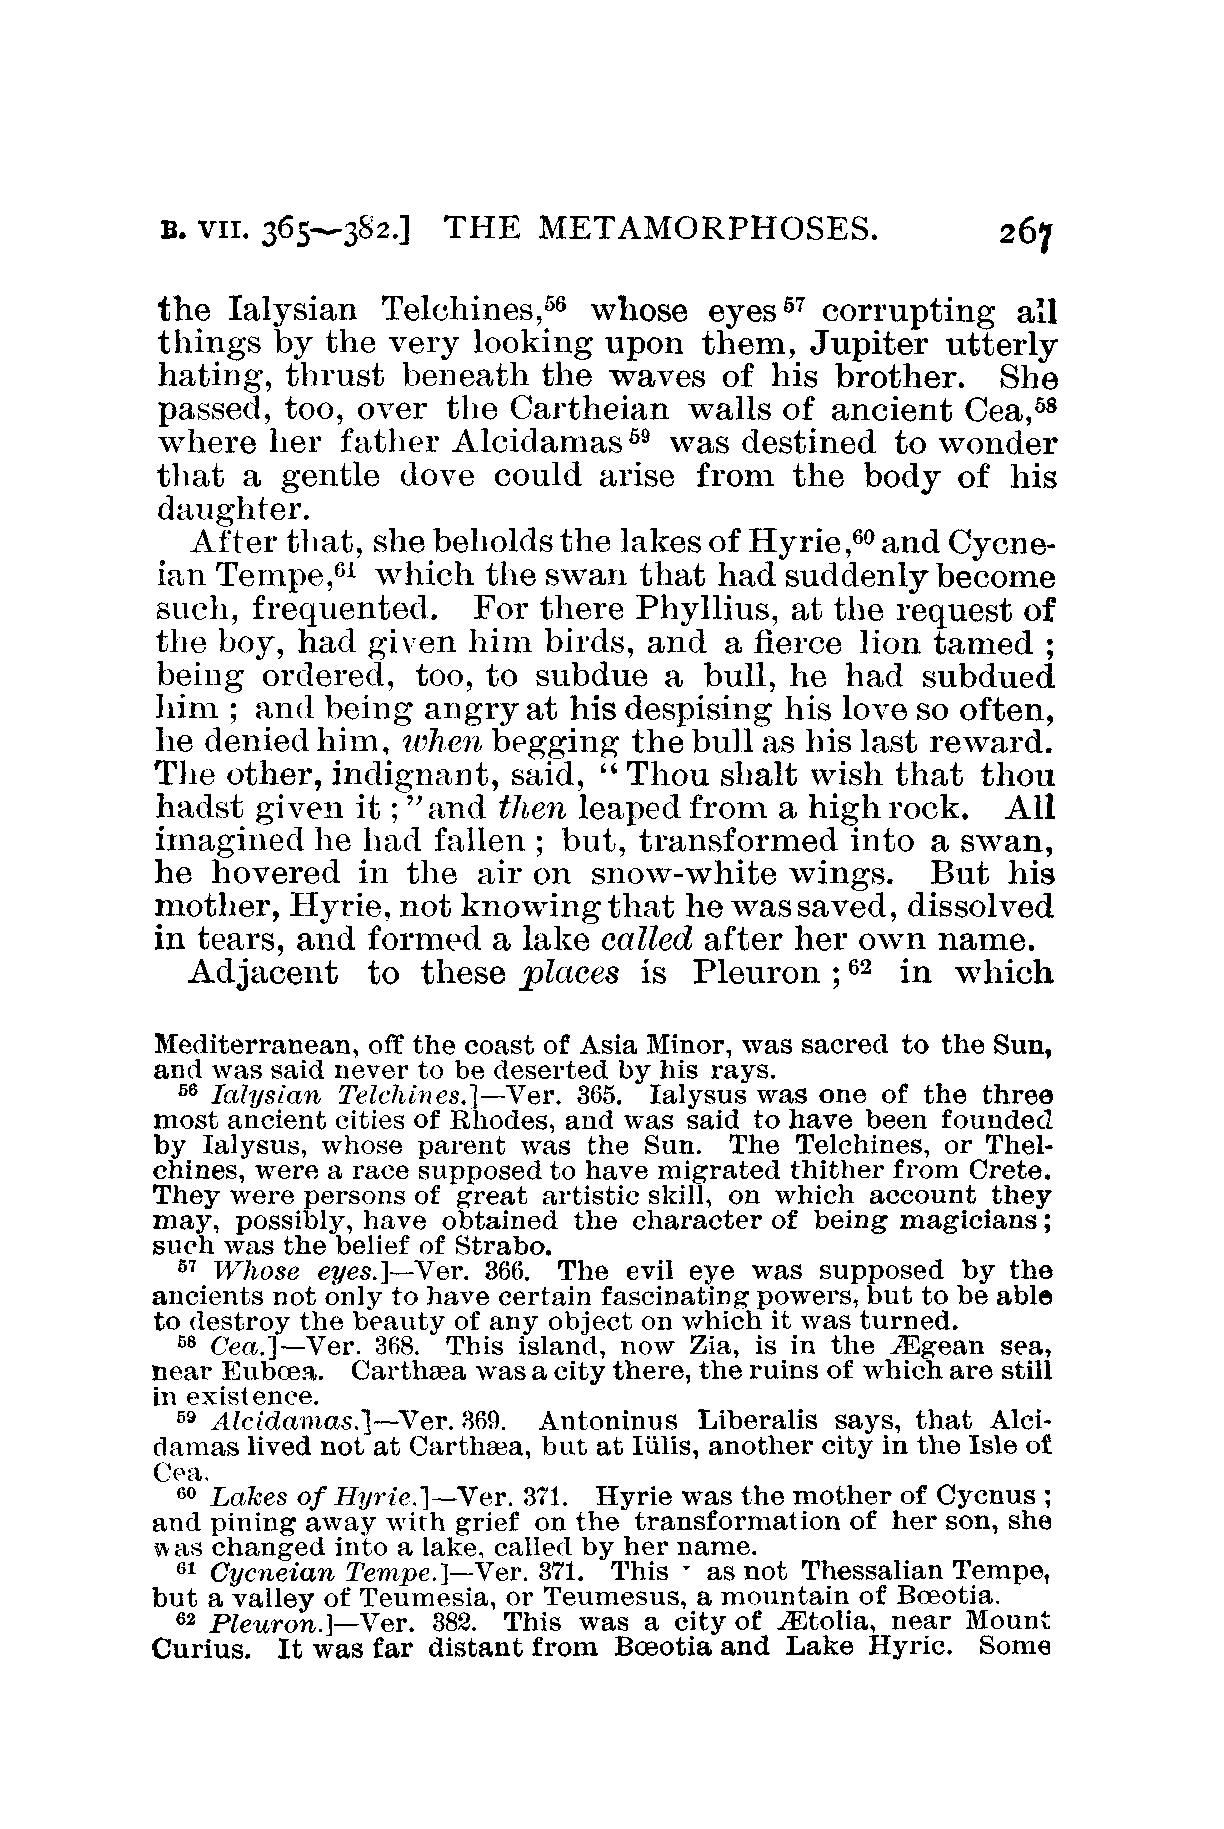 B. VII. 365—382.] THE METAMORPHOSES. 267
the Ialysian Telchines,⁵⁶ whose eyes⁵⁷ corrupting all
things by the very looking upon them, Jupiter utterly
hating, thrust beneath the waves of his brother. She
passed, too, over the Cartheian walls of ancient Cea,⁵⁸
where her father Alcidamas⁵⁹ was destined to wonder
that a gentle dove could arise from the body of his
daughter.
After that, she beholds the lakes of Hyrie,⁶⁰ and Cycne-
ian Tempe,⁶¹ which the swan that had suddenly become
such, frequented. For there Phyllius, at the request of
the boy, had given him birds, and a fierce lion tamed ;
being ordered, too, to subdue a bull, he had subdued
him ; and being angry at his despising his love so often,
he denied him, when begging the bull as his last reward.
The other, indignant, said, “ Thou shalt wish that thou
hadst given it ; ” and then leaped from a high rock. All
imagined he had fallen ; but, transformed into a swan,
he hovered in the air on snow-white wings. But his
mother, Hyrie, not knowing that he was saved, dissolved
in tears, and formed a lake called after her own name.
Adjacent to these places is Pleuron ; ⁶² in which
Mediterranean, off the coast of Asia Minor, was sacred to the Sun,
and was said never to be deserted by his rays.
⁵⁶ Ialysian Telchines.]—Ver. 365. Ialysus was one of the three
most ancient cities of Rhodes, and was said to have been founded
by Ialysus, whose parent was the Sun. The Telchines, or Thel-
chines, were a race supposed to have migrated thither from Crete.
They were persons of great artistic skill, on which account they
may, possibly, have obtained the character of being magicians ;
such was the belief of Strabo.
⁵⁷ Whose eyes.]—Ver. 366. The evil eye was supposed by the
ancients not only to have certain fascinating powers, but to be able
to destroy the beauty of any object on which it was turned.
⁵⁸ Cea.]—Ver. 368. This island, now Zia, is in the Ægean sea,
near Eubœa. Carthæa was a city there, the ruins of which are still
in existence.
⁵⁹ Alcidamas.]—Ver. 369. Antoninus Liberalis says, that Alci-
damas lived not at Carthæa, but at Iülis, another city in the Isle of
Cea.
⁶⁰ Lakes of Hyrie.]—Ver. 371. Hyrie was the mother of Cycnus ;
and pining away with grief on the transformation of her son, she
was changed into a lake, called by her name.
⁶¹ Cycneian Tempe.]—Ver. 371. This as not Thessalian Tempe,
but a valley of Teumesia, or Teumesus, a mountain of Bœotia.
⁶² Pleuron.]—Ver. 382. This was a city of Ætolia, near Mount
Curius. It was far distant from Bœotia and Lake Hyric. Some